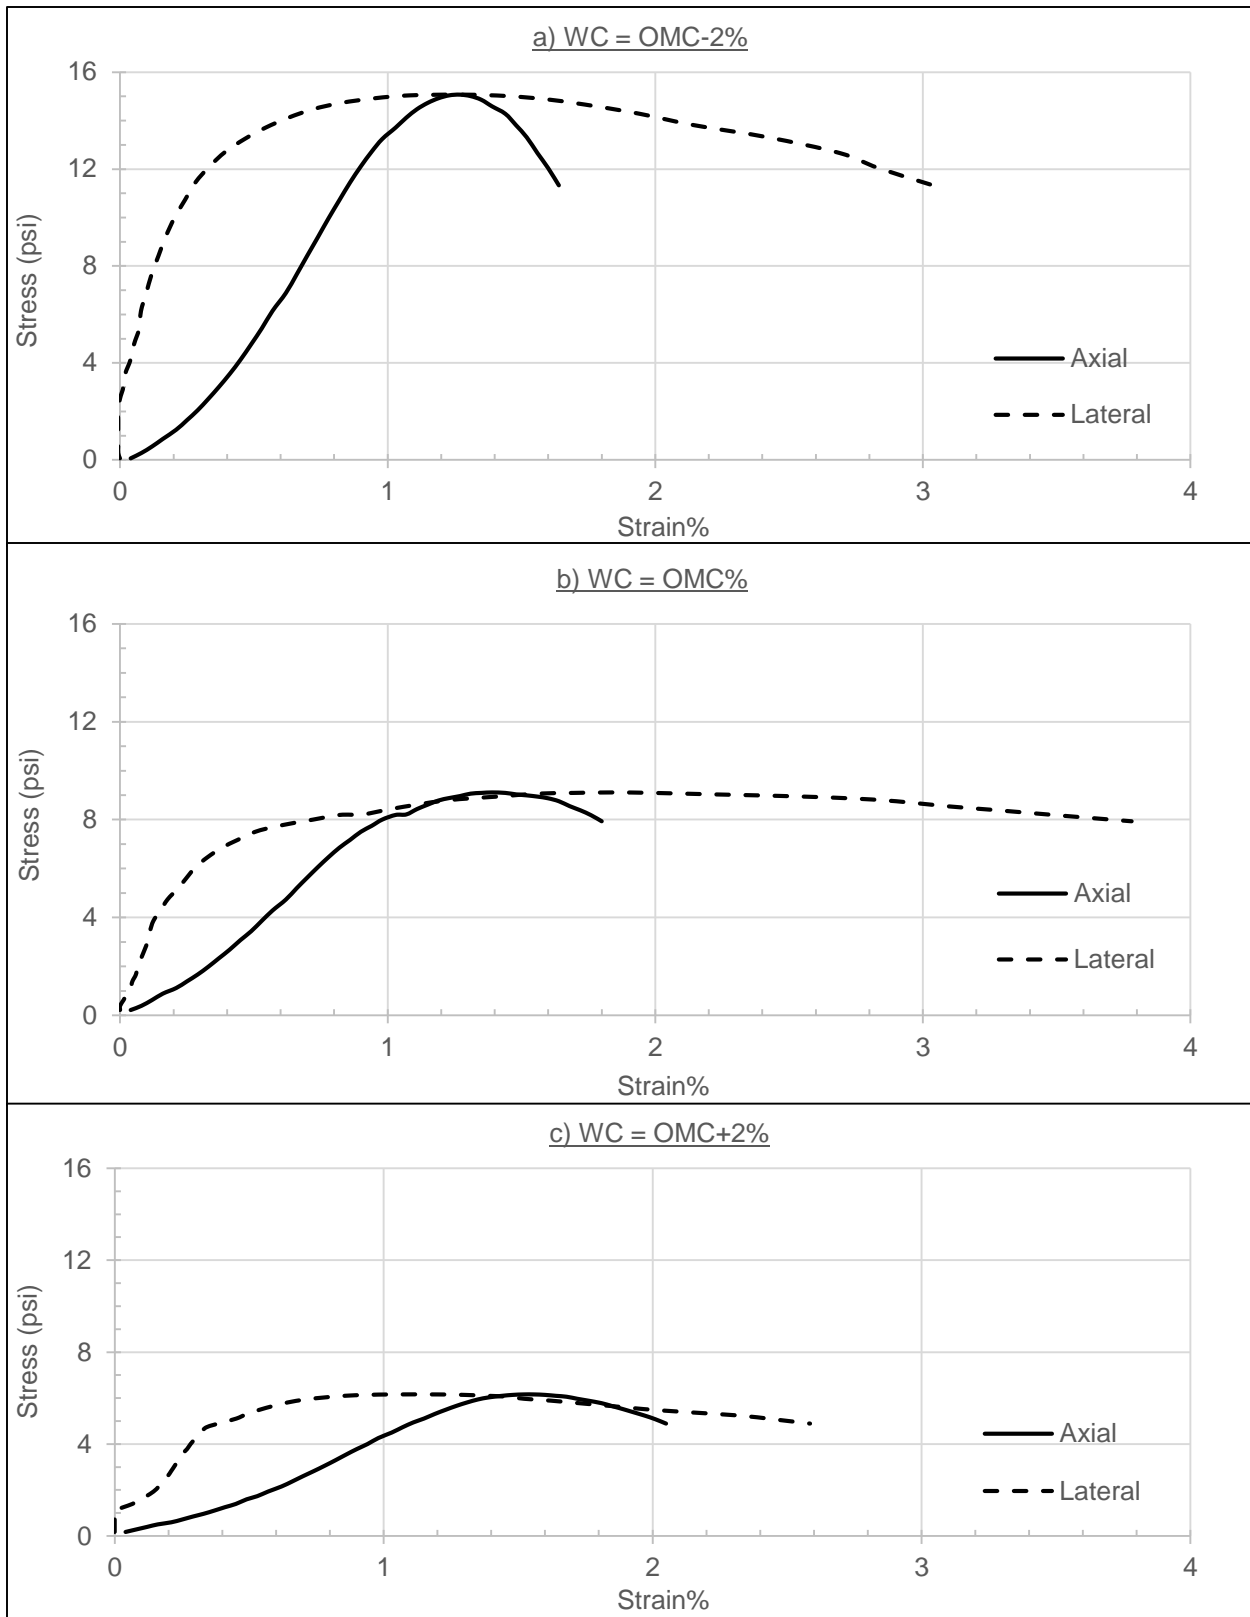 a) WC = OMC-2%
16
12
8
4
0
Stress (psi)
Axial
Lateral
0 1 2 3 4
Strain%
b) WC = OMC%
16
12
8
4
0
Stress (psi)
Axial
Lateral
0 1 2 3 4
Strain%
c) WC = OMC+2%
16
12
8
4
0
Stress (psi)
Axial
Lateral
0 1 2 3 4
Strain%